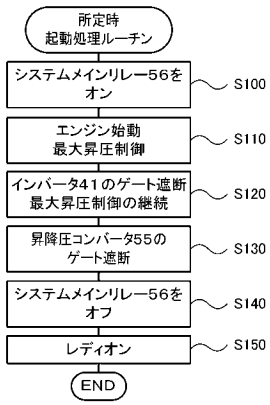 所定時
起動処理ルーチン
システムメインリレー56を
オン
S100
エンジン始動
最大昇圧制御
S110
インバータ41のゲート遮断
最大昇圧制御の継続
S120
昇降圧コンバータ55の
ゲート遮断
S130
システムメインリレー56を
オフ
S140
レディオン
S150
END